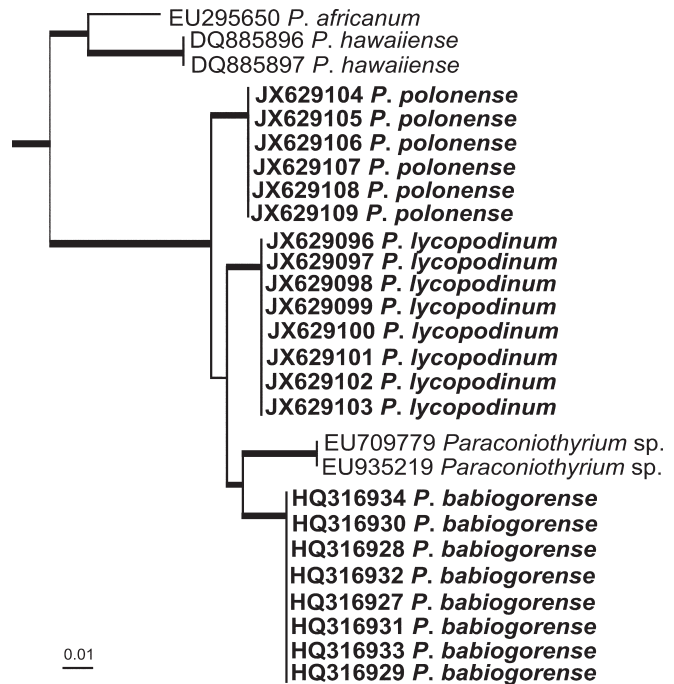 EU295650 P. africanum
DQ885896 P. hawaiiense
DQ885897 P. hawaiiense
JX629104 P. polonense
JX629105 P. polonense
JX629106 P. polonense
JX629107 P. polonense
JX629108 P. polonense
JX629109 P. polonense
JX629096 P. lycopodinum
JX629097 P. lycopodinum
JX629098 P. lycopodinum
JX629099 P. lycopodinum
JX629100 P. lycopodinum
JX629101 P. lycopodinum
JX629102 P. lycopodinum
JX629103 P. lycopodinum
EU709779 Paraconiothyrium sp.
EU935219 Paraconiothyrium sp.
HQ316934 P. babiogorense
HQ316930 P. babiogorense
HQ316928 P. babiogorense
HQ316932 P. babiogorense
HQ316927 P. babiogorense
HQ316931 P. babiogorense
HQ316933 P. babiogorense
HQ316929 P. babiogorense
0.01